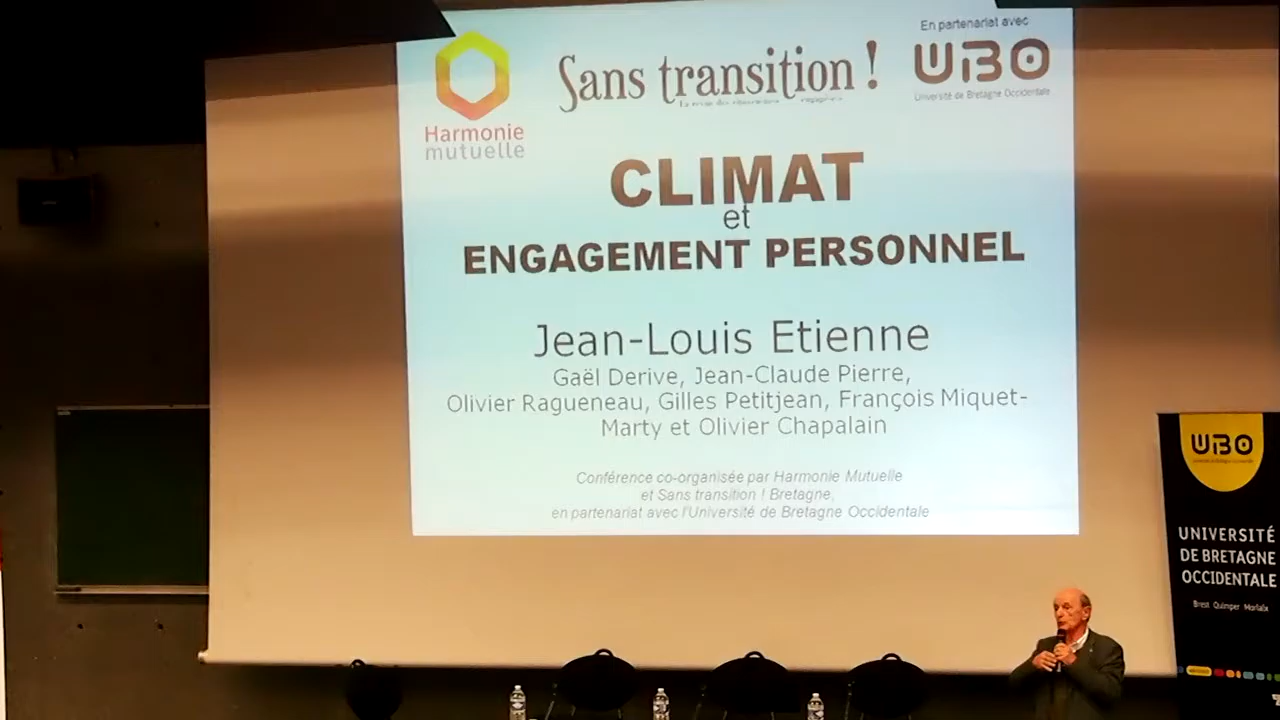 En partenariat avec
Sans transition !
UBO
Université de Bretagne Occidentale
La revue des
Harmonie
mutuelle
CLIMAT
et
ENGAGEMENT PERSONNEL
Jean-Louis Etienne
Gaël Derive, Jean-Claude Pierre,
Olivier Ragueneau, Gilles Petitjean, François Miquet-
Marty et Olivier Chapalain
Conférence co-organisée par Harmonie Mutuelle
et Sans transition ! Bretagne,
en partenariat avec l'Université de Bretagne Occidentale
UBO
UNIVERSITÉ
DE BRETAGNE
OCCIDENTALE
Brest Quimper Morlaix